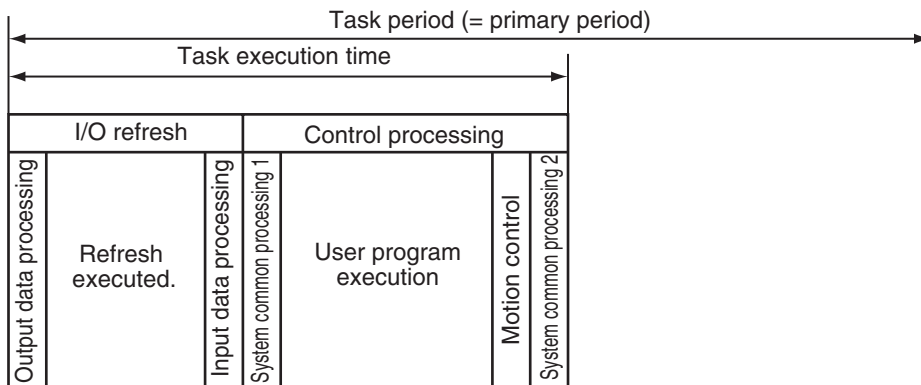 Task period (= primary period)
Task execution time
I/O refresh
Control processing
Output data processing
Refresh
executed.
Input data processing
System common processing 1
User program
execution
Motion control
System common processing 2